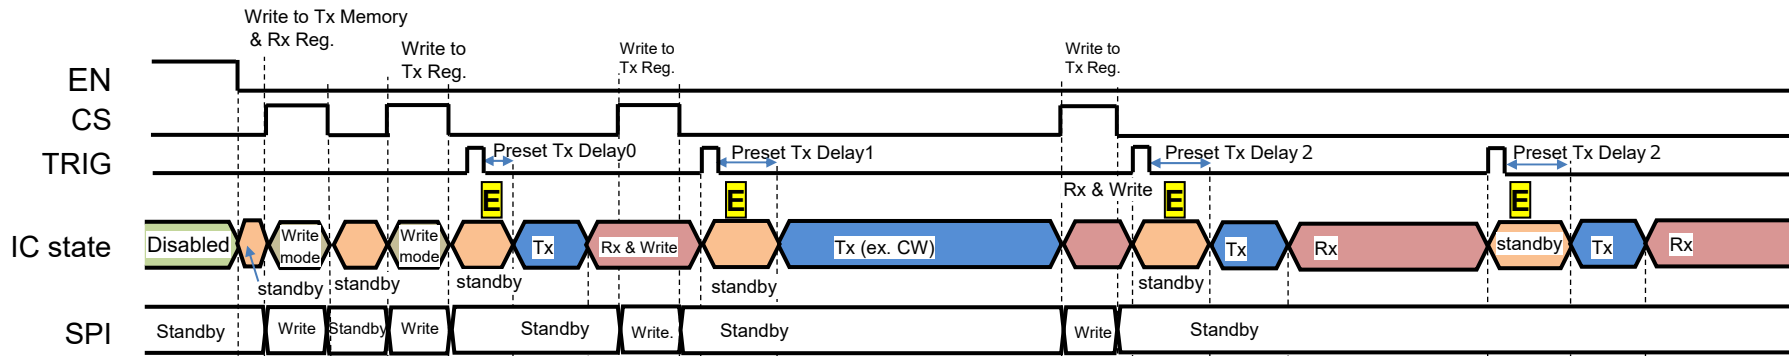 Write to Tx Memory
& Rx Reg.
Write to
Tx Reg.
Write to
Tx Reg.
Write to
Tx Reg.
EN
CS
TRIG
Preset Tx Delay0
Preset Tx Delay1
Preset Tx Delay 2
Preset Tx Delay 2
E
E
Rx & Write
E
E
IC state
Disabled
Write
mode
Write
mode
Tx
Rx & Write
Tx (ex. CW)
Tx
Rx
standby
Tx
Rx
standby
standby
standby
standby
standby
SPI
Standby
Write
Standby
Write
Standby
Write.
Standby
Write
Standby